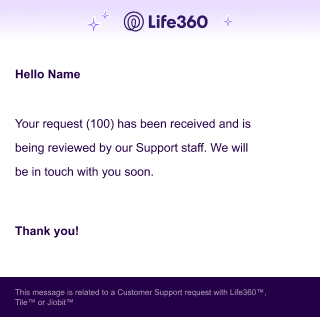 Life360
Hello Name
Your request (100) has been received and is
being reviewed by our Support staff. We will
be in touch with you soon.
Thank you!
This message is related to a Customer Support request with Life360™,
Tile™ or Jiobit™